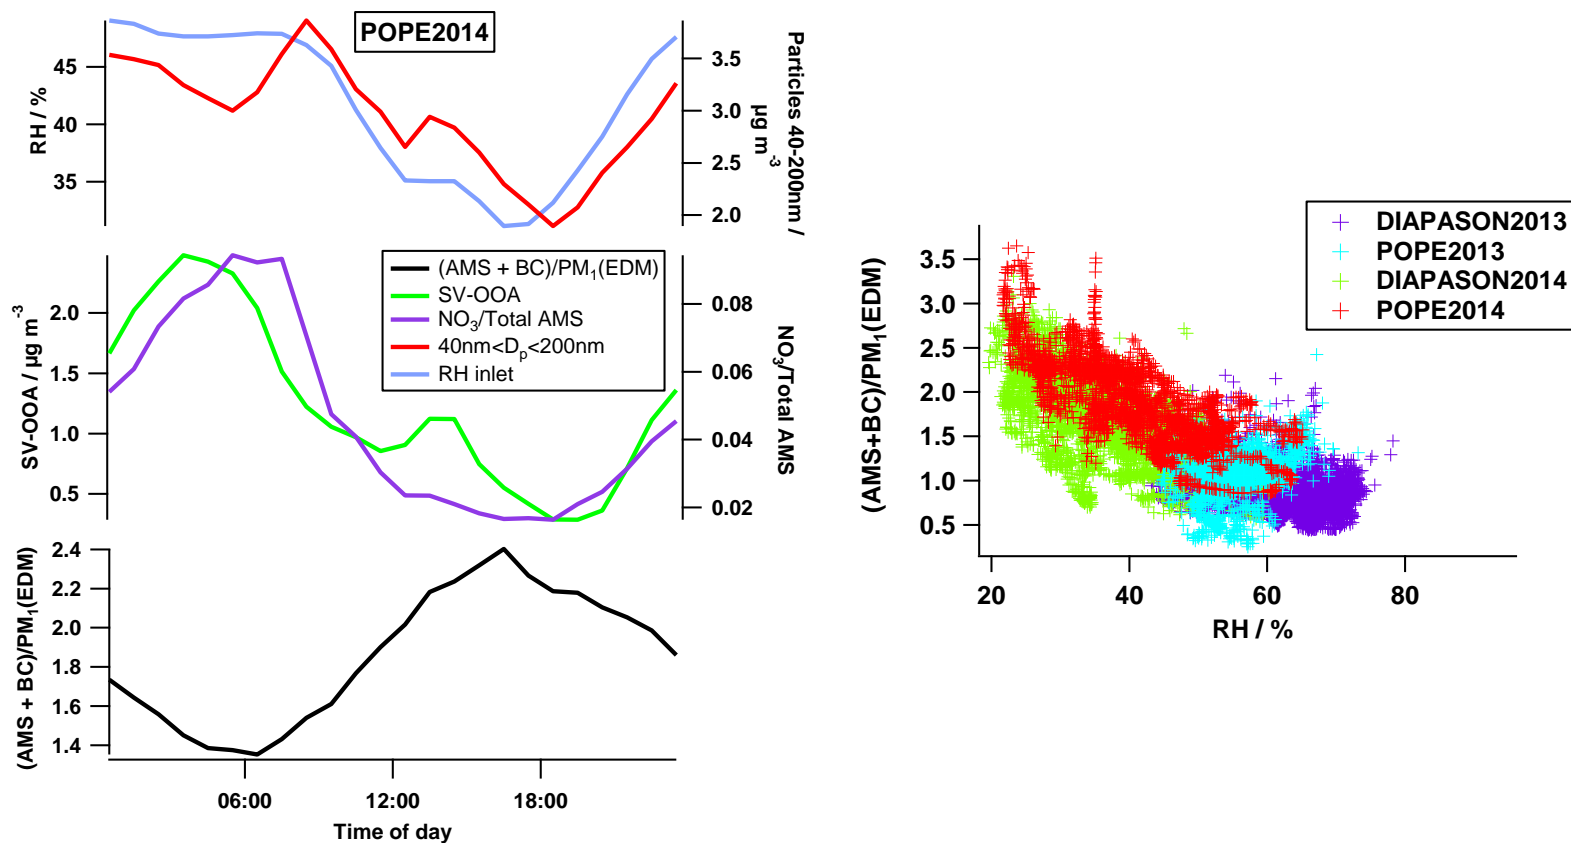 POPE2014
RH / %
45
40
35
3.5
3.0
2.5
2.0
Particles 40-200nm /
µg m-3
(AMS + BC)/PM1(EDM)
SV-OOA
NO3/Total AMS
40nm<Dp<200nm
RH inlet
SV-OOA / µg m-3
2.0
1.5
1.0
0.5
0.08
0.06
0.04
0.02
NO3/Total AMS
(AMS + BC)/PM1(EDM)
2.4
2.2
2.0
1.8
1.6
1.4
06:00
12:00
18:00
Time of day
DIAPASON2013
POPE2013
DIAPASON2014
POPE2014
(AMS+BC)/PM1(EDM)
3.5
3.0
2.5
2.0
1.5
1.0
0.5
20
40
60
80
RH / %